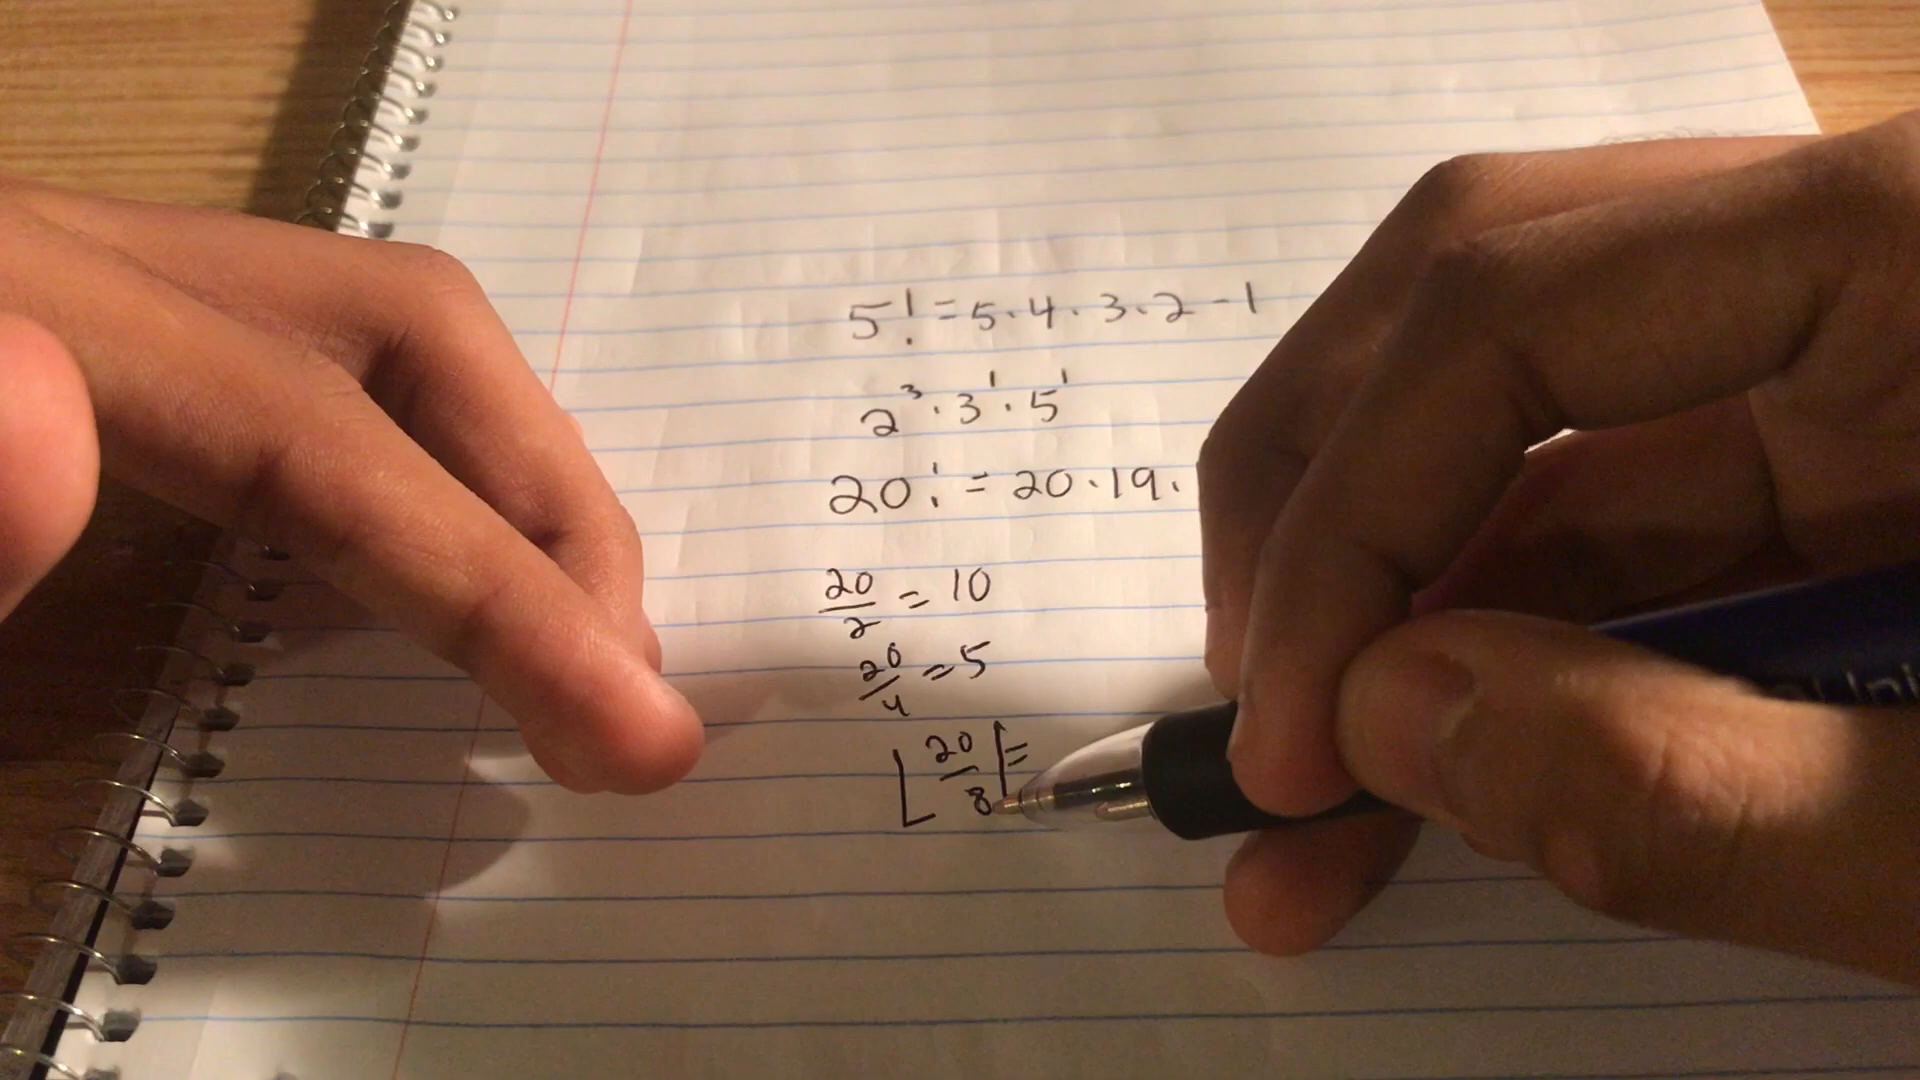 5! = 5 · 4 · 3 · 2 - 1
2³ · 3¹ · 5¹
20! = 20 · 19 ·
20/2 = 10
20/4 = 5
⌊20/8⌋ =